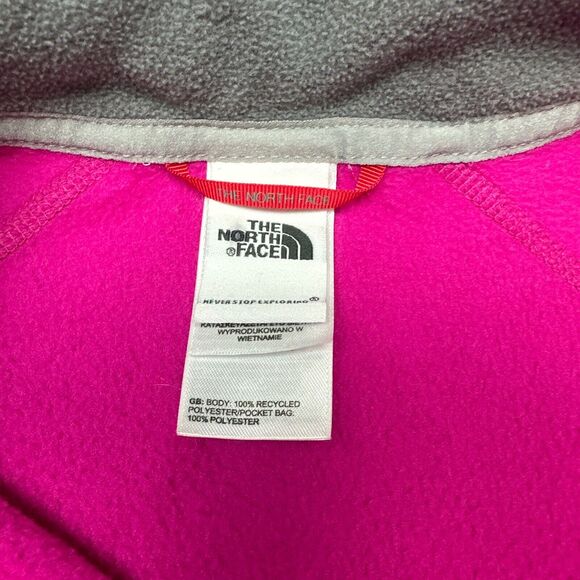 THE NORTH FACE
THE
NORTH
®FACE
NEVER STOP EXPLORING®
WYPRODUKOWANO W
WIETNAMIE
GB: BODY: 100% RECYCLED
POLYESTER/POCKET BAG:
100% POLYESTER